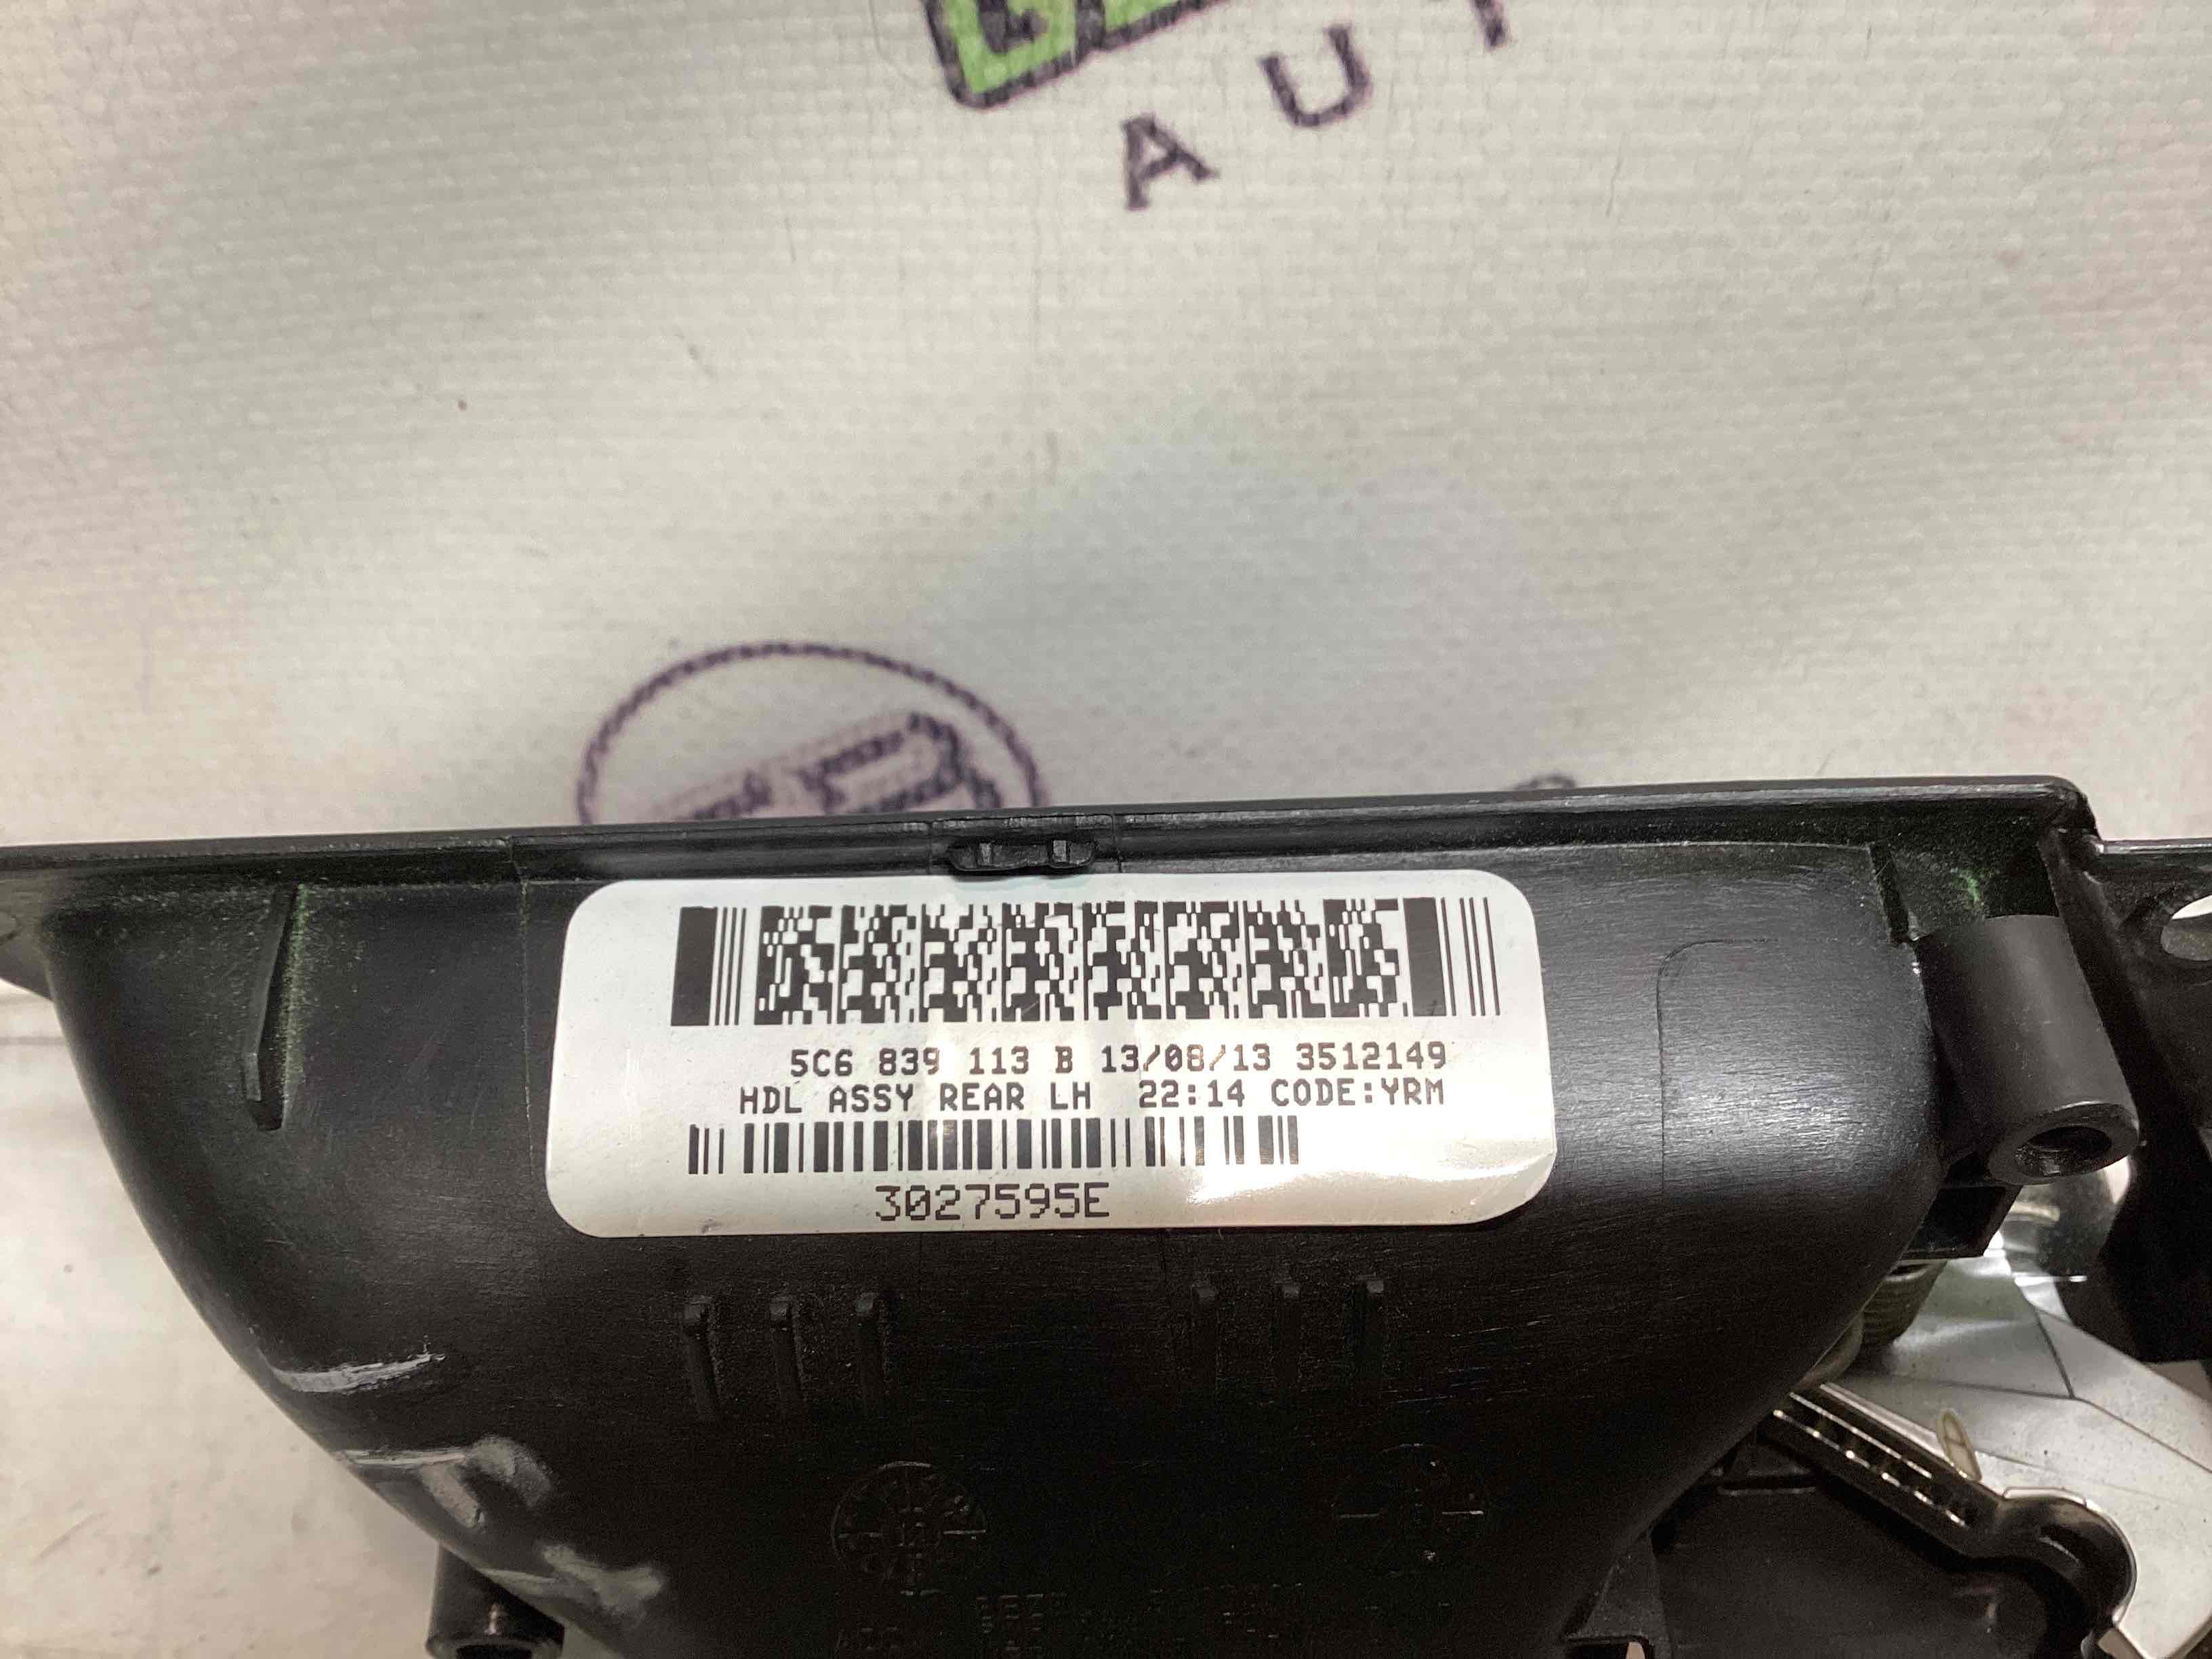 A U
5C6 839 113 B 13/08/13 3512149
HDL ASSY REAR LH 22:14 CODE:YRM
3027595E